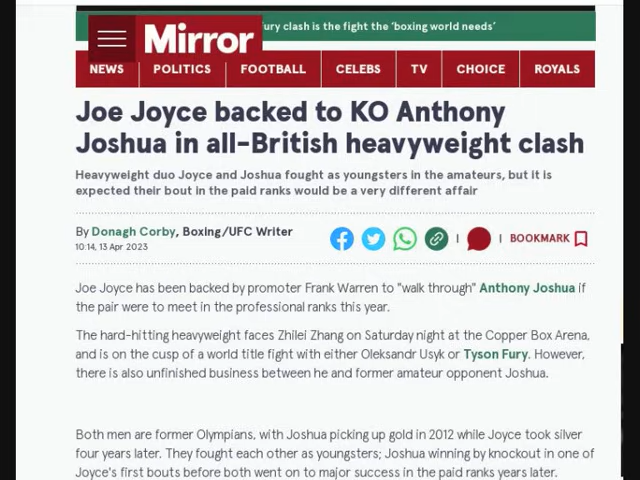 ury clash is the fight the ‘boxing world needs’
Mirror
NEWS POLITICS FOOTBALL CELEBS TV CHOICE ROYALS
Joe Joyce backed to KO Anthony
Joshua in all-British heavyweight clash
Heavyweight duo Joyce and Joshua fought as youngsters in the amateurs, but it is
expected their bout in the paid ranks would be a very different affair
By Donagh Corby, Boxing/UFC Writer
10:14, 13 Apr 2023
BOOKMARK
Joe Joyce has been backed by promoter Frank Warren to "walk through" Anthony Joshua if
the pair were to meet in the professional ranks this year.
The hard-hitting heavyweight faces Zhilei Zhang on Saturday night at the Copper Box Arena,
and is on the cusp of a world title fight with either Oleksandr Usyk or Tyson Fury. However,
there is also unfinished business between he and former amateur opponent Joshua.
Both men are former Olympians, with Joshua picking up gold in 2012 while Joyce took silver
four years later. They fought each other as youngsters; Joshua winning by knockout in one of
Joyce's first bouts before both went on to major success in the paid ranks years later.